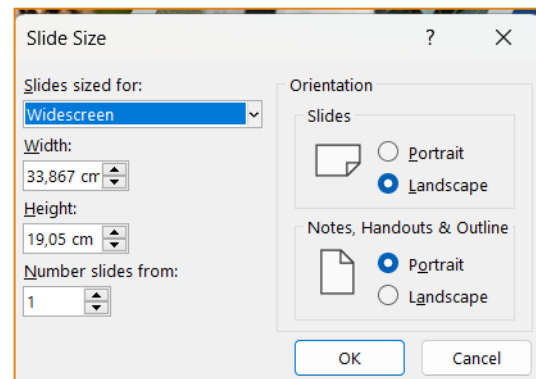 Slide Size
?
Slides sized for:
Widescreen
Width:
33,867 cm
Height:
19,05 cm
Number slides from:
1
Orientation
Slides
Portrait
Landscape
Notes, Handouts & Outline
Portrait
Landscape
OK
Cancel